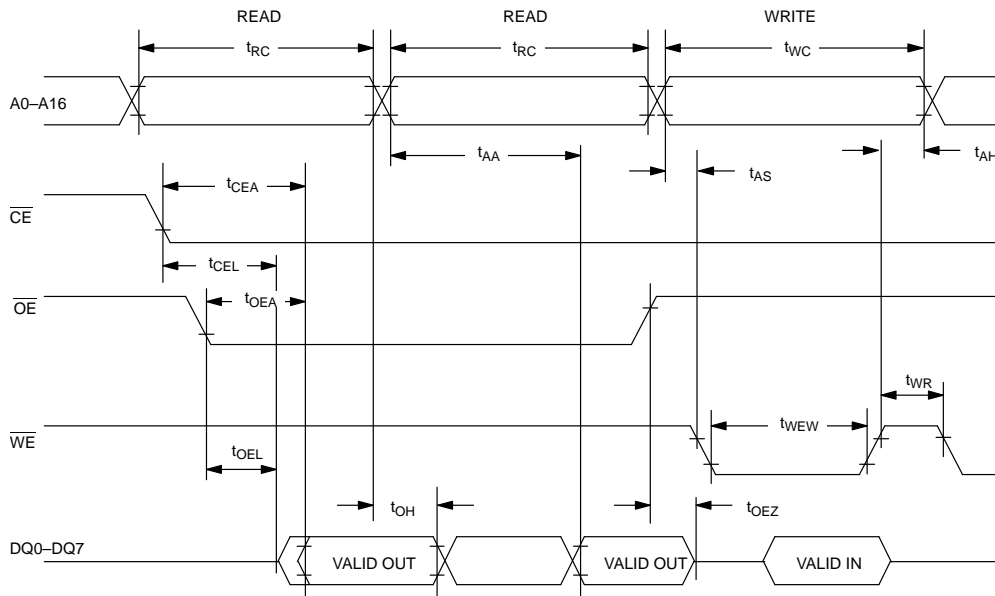 READ READ WRITE
tRC tRC tWC
A0–A16
tAA tAH
tAS
tCEA
CE
tCEL
tOEA
OE
tWR
WE
tWEW
tOEL
tOH tOEZ
DQ0–DQ7 VALID OUT VALID OUT VALID IN